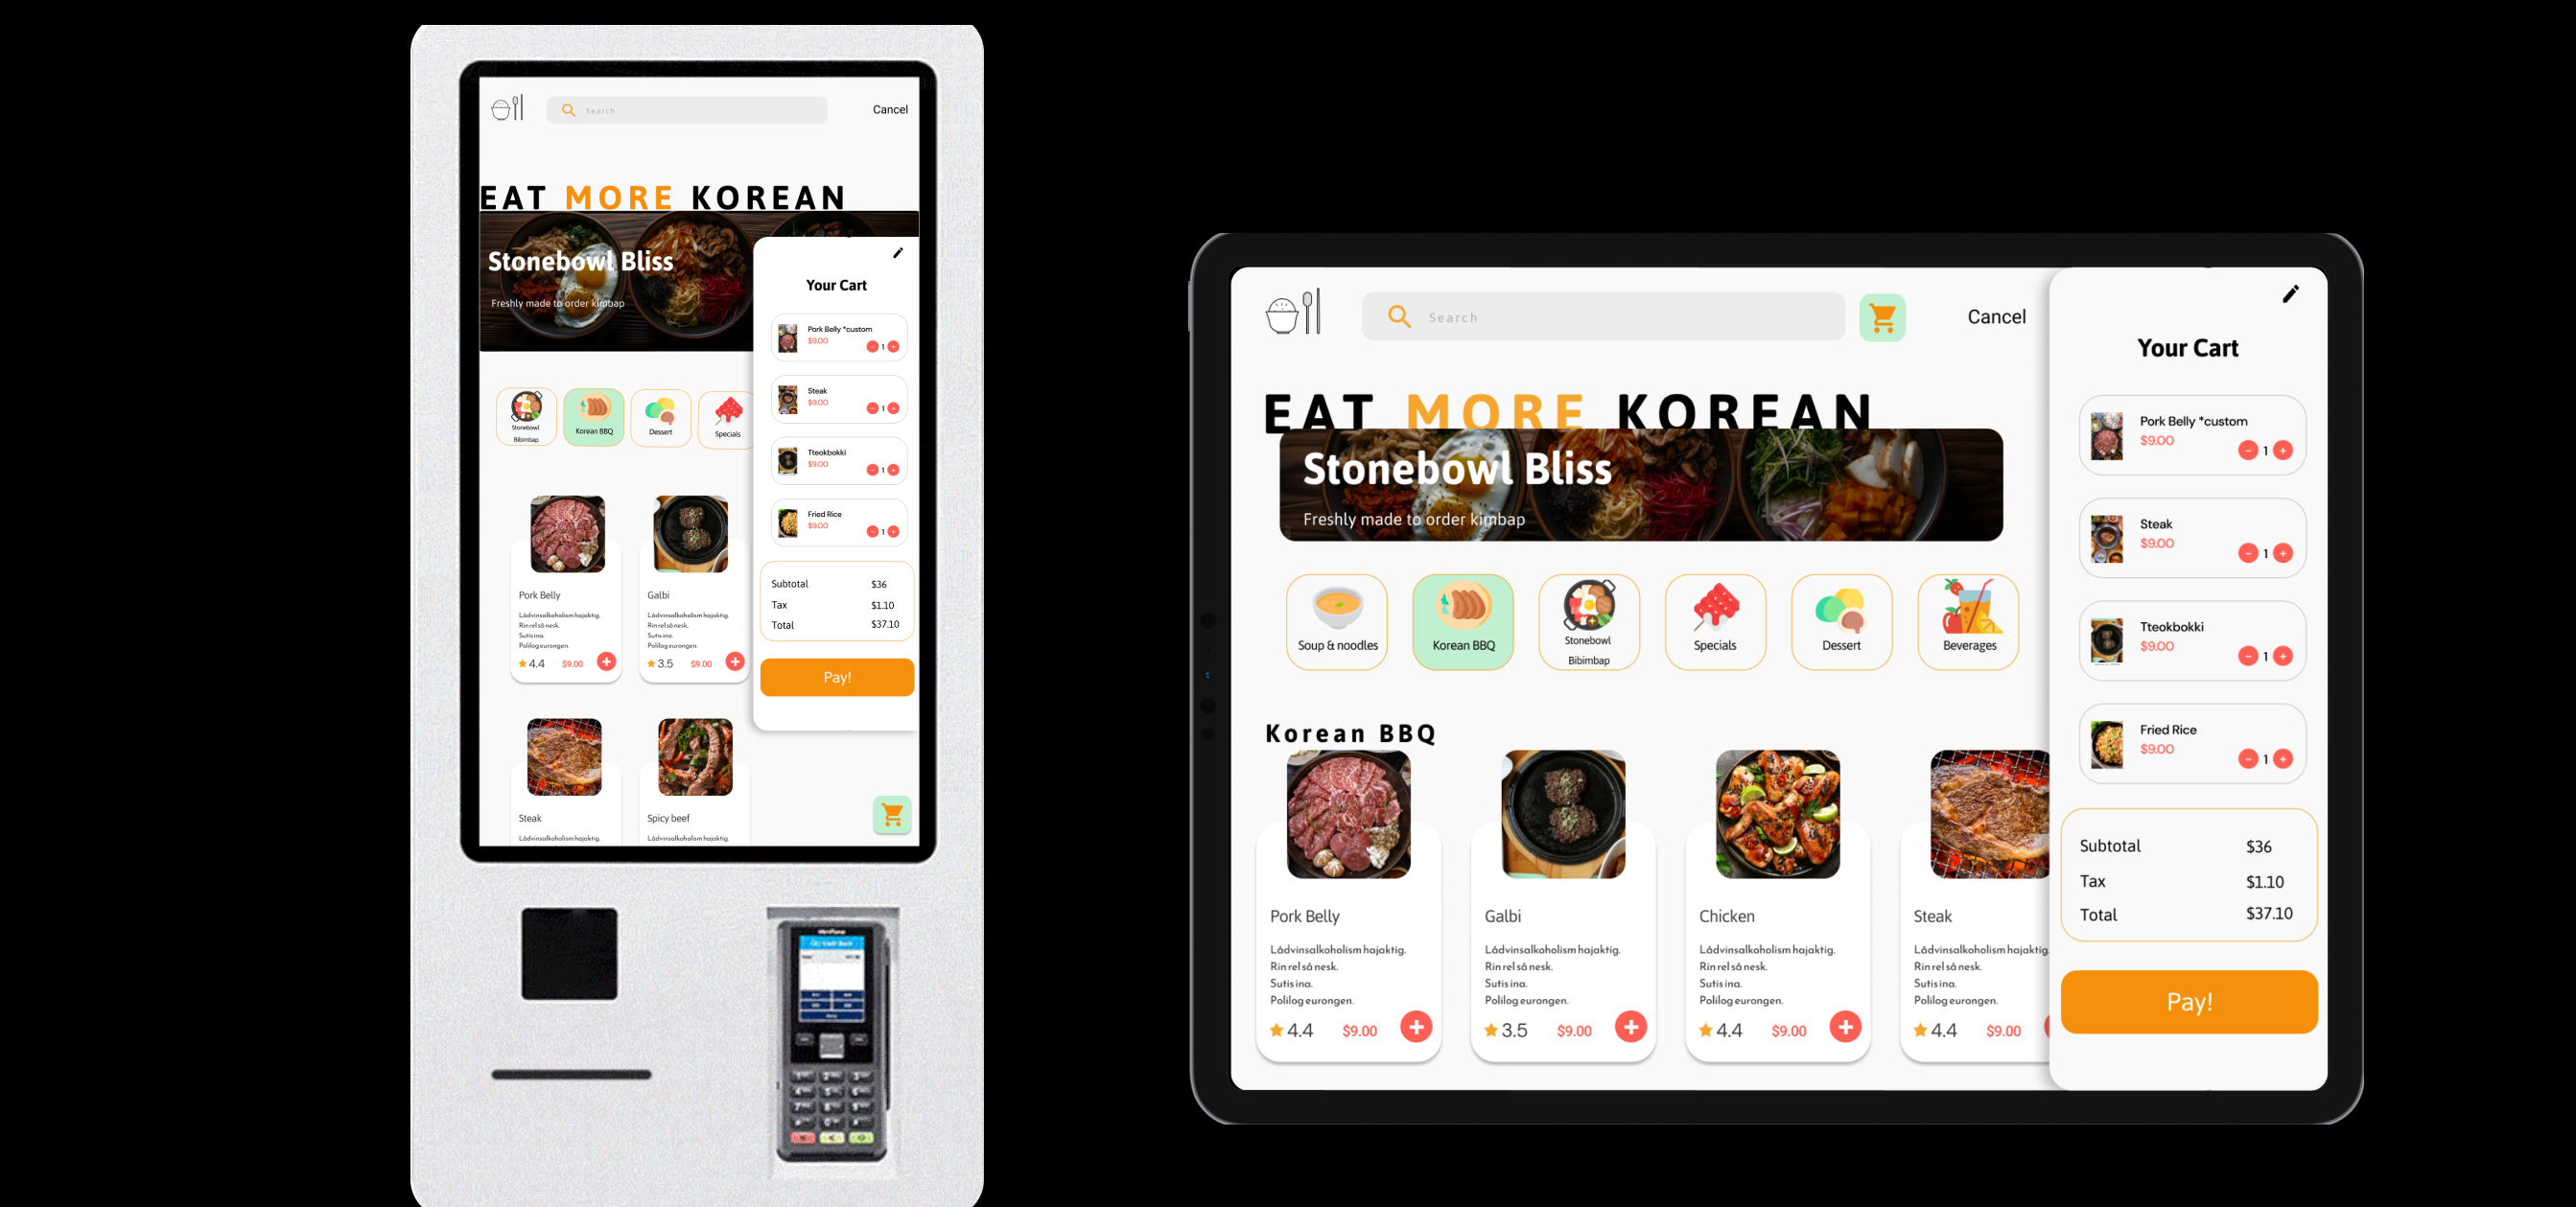 Search
Cancel
EAT MORE KOREAN
Stonebowl Bliss
Freshly made to order kimbap
Your Cart
Pork Belly *custom
$9.00
- 1 +
Steak
$9.00
- 1 +
Tteokbokki
$9.00
- 1 +
Fried Rice
$9.00
- 1 +
Subtotal $36
Tax $1.10
Total $37.10
Pay!
Stonebowl
Bibimbap
Korean BBQ
Dessert
Specials
Pork Belly
Lådvinsalkoholism hajaktig.
Rin rel så nesk.
Sutis ina.
Polilog eurongen.
4.4 $9.00 +
Galbi
Lådvinsalkoholism hajaktig.
Rin rel så nesk.
Sutis ina.
Polilog eurongen.
3.5 $9.00 +
Steak
Lådvinsalkoholism hajaktig.
Spicy beef
Lådvinsalkoholism hajaktig.
Search
Cancel
EAT MORE KOREAN
Stonebowl Bliss
Freshly made to order kimbap
Soup & noodles
Korean BBQ
Stonebowl
Bibimbap
Specials
Dessert
Beverages
Korean BBQ
Pork Belly
Lådvinsalkoholism hajaktig.
Rin rel så nesk.
Sutis ina.
Polilog eurongen.
4.4 $9.00 +
Galbi
Lådvinsalkoholism hajaktig.
Rin rel så nesk.
Sutis ina.
Polilog eurongen.
3.5 $9.00 +
Chicken
Lådvinsalkoholism hajaktig.
Rin rel så nesk.
Sutis ina.
Polilog eurongen.
4.4 $9.00 +
Steak
Lådvinsalkoholism hajaktig.
Rin rel så nesk.
Sutis ina.
Polilog eurongen.
4.4 $9.00
Your Cart
Pork Belly *custom
$9.00
- 1 +
Steak
$9.00
- 1 +
Tteokbokki
$9.00
- 1 +
Fried Rice
$9.00
- 1 +
Subtotal $36
Tax $1.10
Total $37.10
Pay!